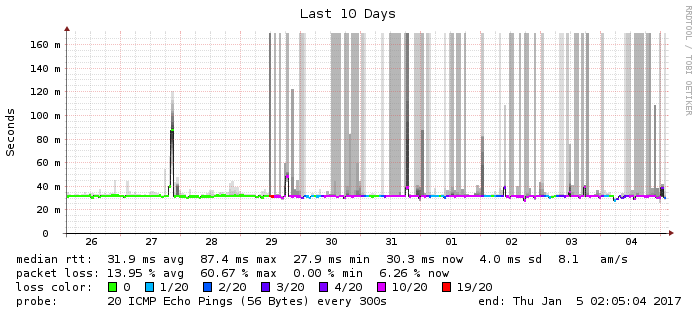 Last 10 Days
RRDTOOL / TOBI OETIKER
Seconds
160 m
140 m
120 m
100 m
80 m
60 m
40 m
20 m
0
26 27 28 29 30 31 01 02 03 04
median rtt: 31.9 ms avg 87.4 ms max 27.9 ms min 30.3 ms now 4.0 ms sd 8.1 am/s
packet loss: 13.95 % avg 60.67 % max 0.00 % min 6.26 % now
loss color: 0 1/20 2/20 3/20 4/20 10/20 19/20
probe: 20 ICMP Echo Pings (56 Bytes) every 300s end: Thu Jan 5 02:05:04 2017